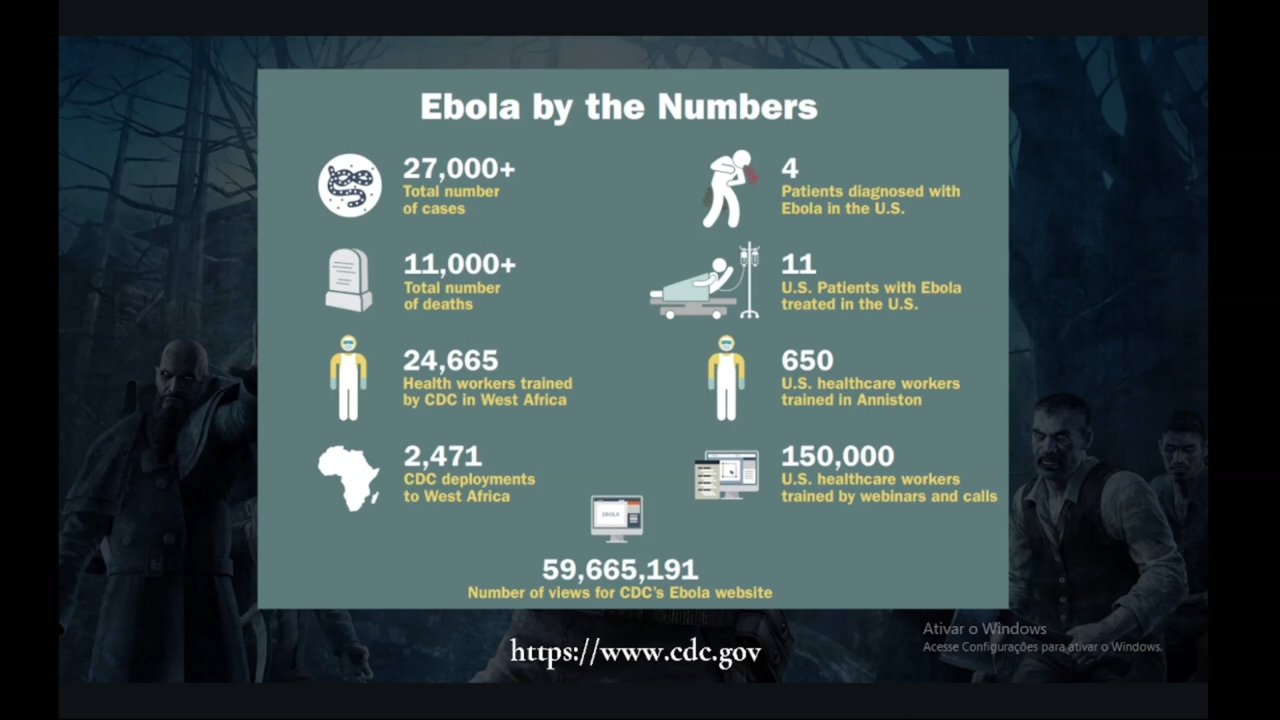 Ebola by the Numbers
27,000+
Total number
of cases
4
Patients diagnosed with
Ebola in the U.S.
11,000+
Total number
of deaths
11
U.S. Patients with Ebola
treated in the U.S.
24,665
Health workers trained
by CDC in West Africa
650
U.S. healthcare workers
trained in Anniston
2,471
CDC deployments
to West Africa
150,000
U.S. healthcare workers
trained by webinars and calls
EBOLA
59,665,191
Number of views for CDC's Ebola website
https://www.cdc.gov
Ativar o Windows
Acesse Configurações para ativar o Windows.